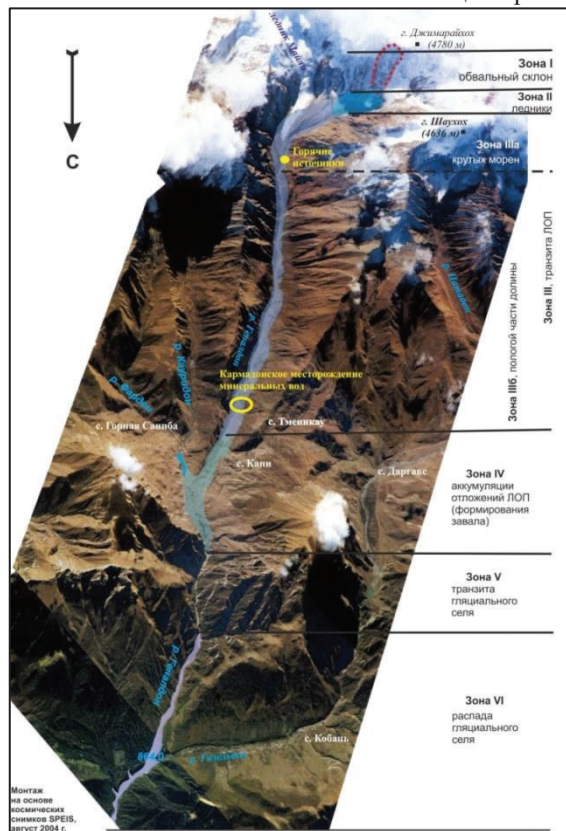 г. Джимарайхох
(4780 м)
Зона I
обвальный склон
Зона II
ледники
г. Шаухох
(4636 м)
Зона IIIа
крутых морен
С
Горячие
источники
Зона IIIб, пологой части долины
Зона III, транзита ЛОП
р. Геналдон
Кармадонское месторождение
минеральных вод
с. Горная Саниба
с. Тменикау
с. Кани
с. Даргавс
Зона IV
аккумуляции
отложений ЛОП
(формирования
завала)
Зона V
транзита
гляциального
селя
р. Геналдон
Зона VI
распада
гляциального
селя
с. Кобань
Монтаж
на основе
космических
снимков SPEIS,
август 2004 г.